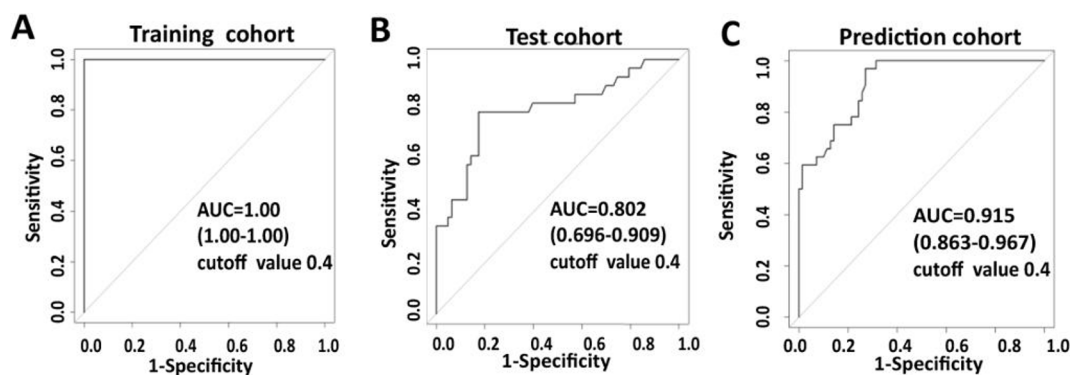 A
Training cohort
Sensitivity
1.0
0.8
0.6
0.4
0.2
0.0
AUC=1.00
(1.00-1.00)
cutoff value 0.4
0.0 0.2 0.4 0.6 0.8 1.0
1-Specificity
B
Test cohort
Sensitivity
1.0
0.8
0.6
0.4
0.2
0.0
AUC=0.802
(0.696-0.909)
cutoff value 0.4
0.0 0.2 0.4 0.6 0.8 1.0
1-Specificity
C
Prediction cohort
Sensitivity
1.0
0.8
0.6
0.4
0.2
0.0
AUC=0.915
(0.863-0.967)
cutoff value 0.4
0.0 0.2 0.4 0.6 0.8 1.0
1-Specificity